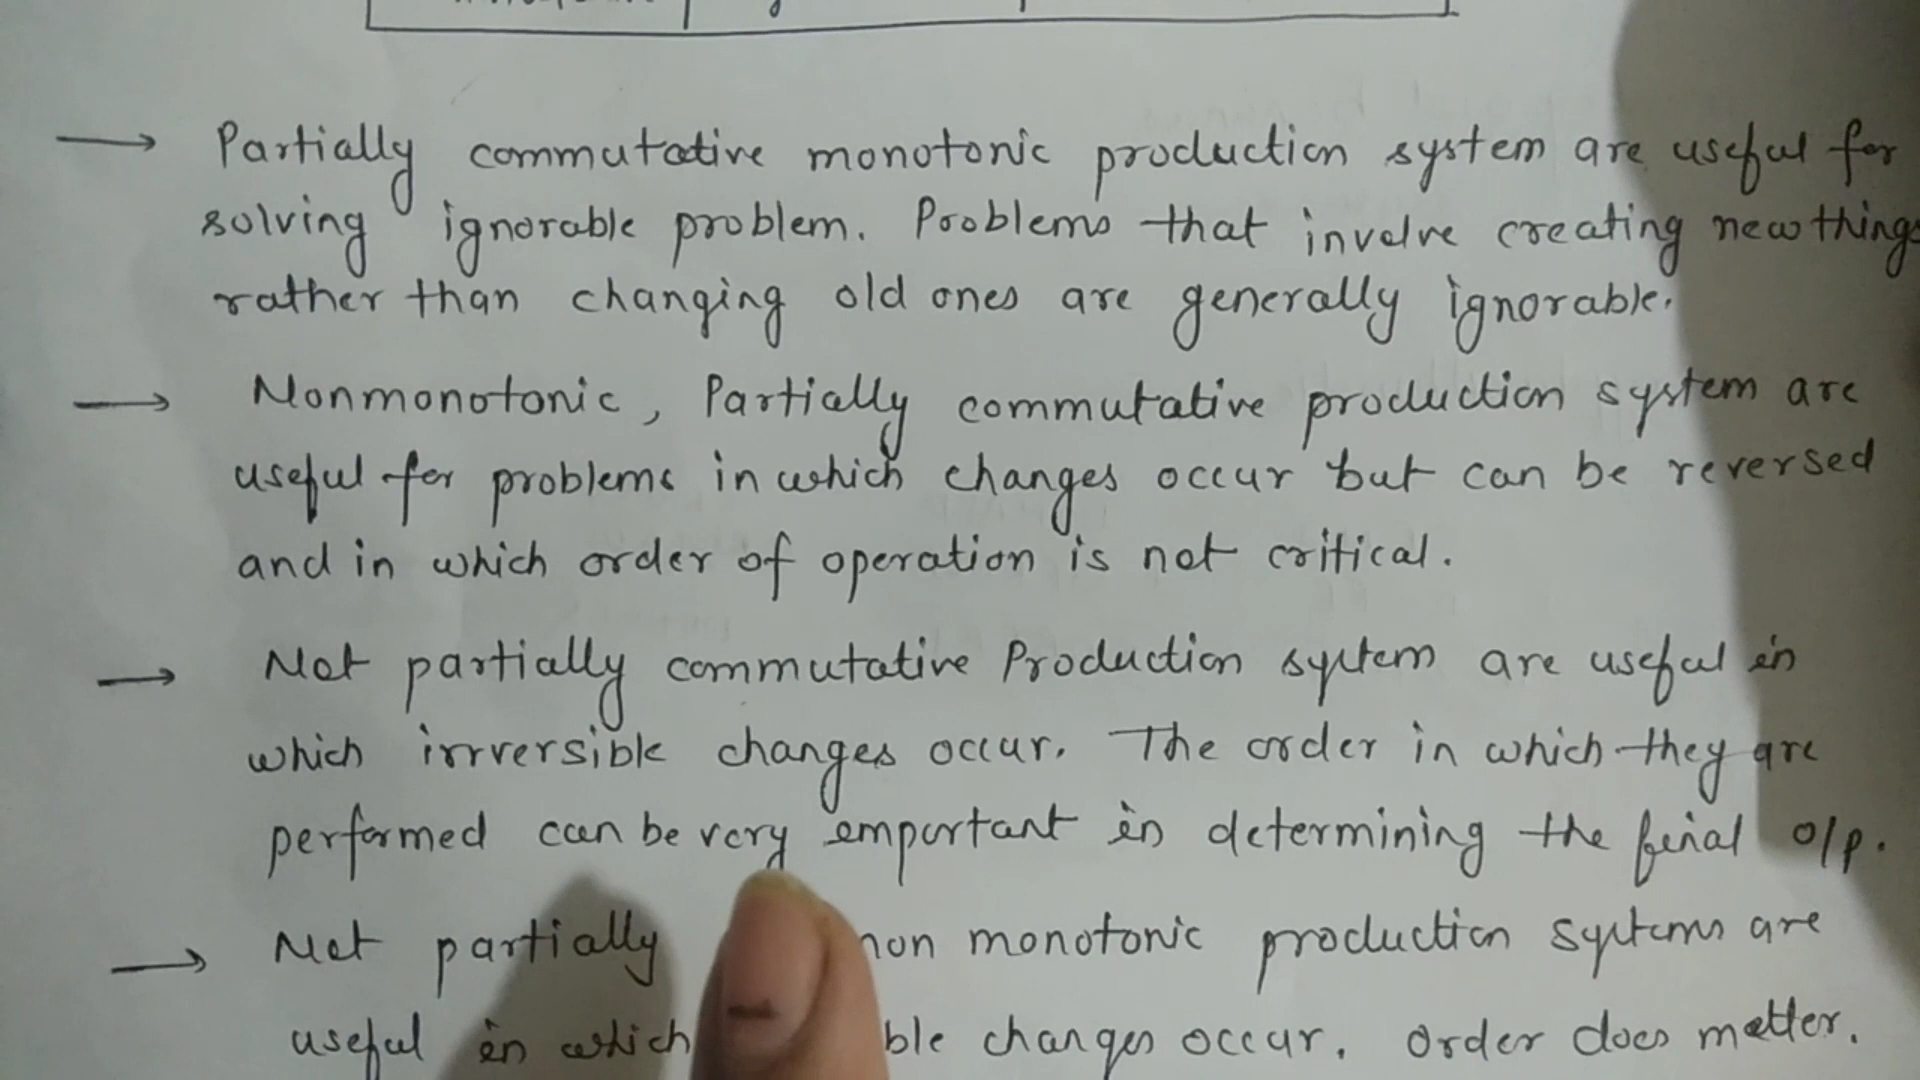 → Partially commutative monotonic production system are useful for
solving ignorable problem. Problems that involve creating new things
rather than changing old ones are generally ignorable.
→ Nonmonotonic, Partially commutative production system are
useful for problems in which changes occur but can be reversed
and in which order of operation is not critical.
→ Not partially commutative Production system are useful in
which irrversible changes occur. The order in which they are
performed can be very important in determining the final o/p.
→ Not partially non monotonic production systems are
useful in which changes occur. Order does matter.